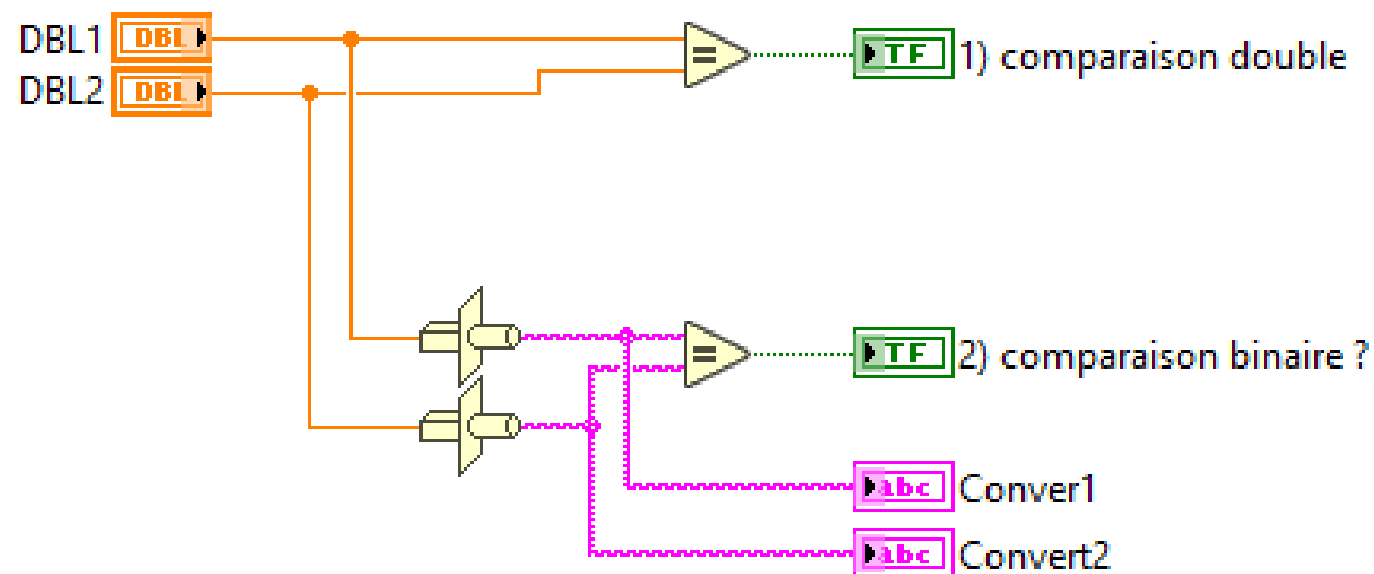 DBL1 DBL 1) comparaison double
= TF
DBL2 DBL
= TF 2) comparaison binaire ?
abc Conver1
abc Convert2